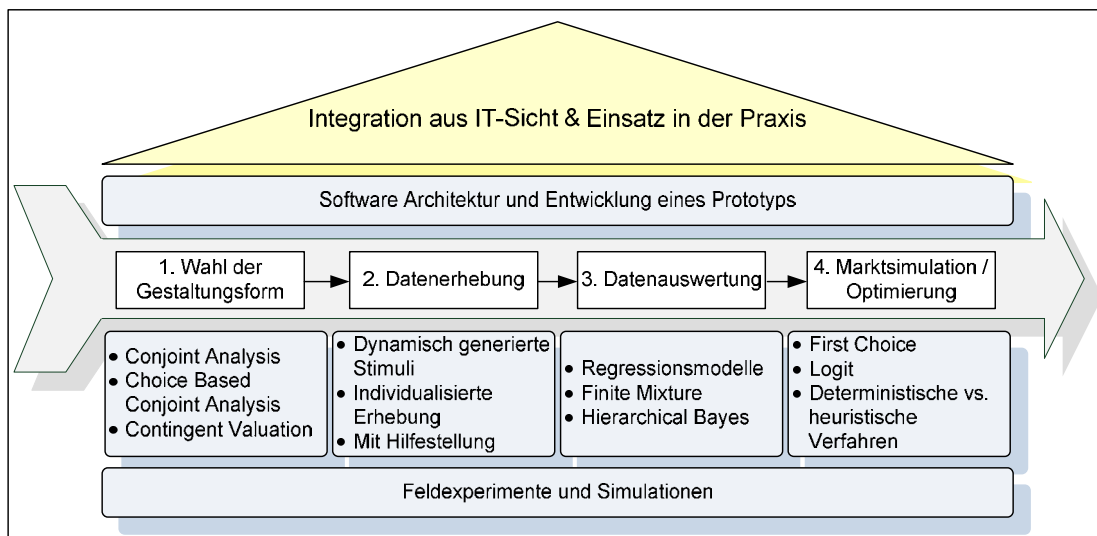 Integration aus IT-Sicht & Einsatz in der Praxis
Software Architektur und Entwicklung eines Prototyps
1. Wahl der
Gestaltungsform
2. Datenerhebung
3. Datenauswertung
4. Marktsimulation /
Optimierung
• Conjoint Analysis
• Choice Based
Conjoint Analysis
• Contingent Valuation
• Dynamisch generierte
Stimuli
• Individualisierte
Erhebung
• Mit Hilfestellung
• Regressionsmodelle
• Finite Mixture
• Hierarchical Bayes
• First Choice
• Logit
• Deterministische vs.
heuristische
Verfahren
Feldexperimente und Simulationen